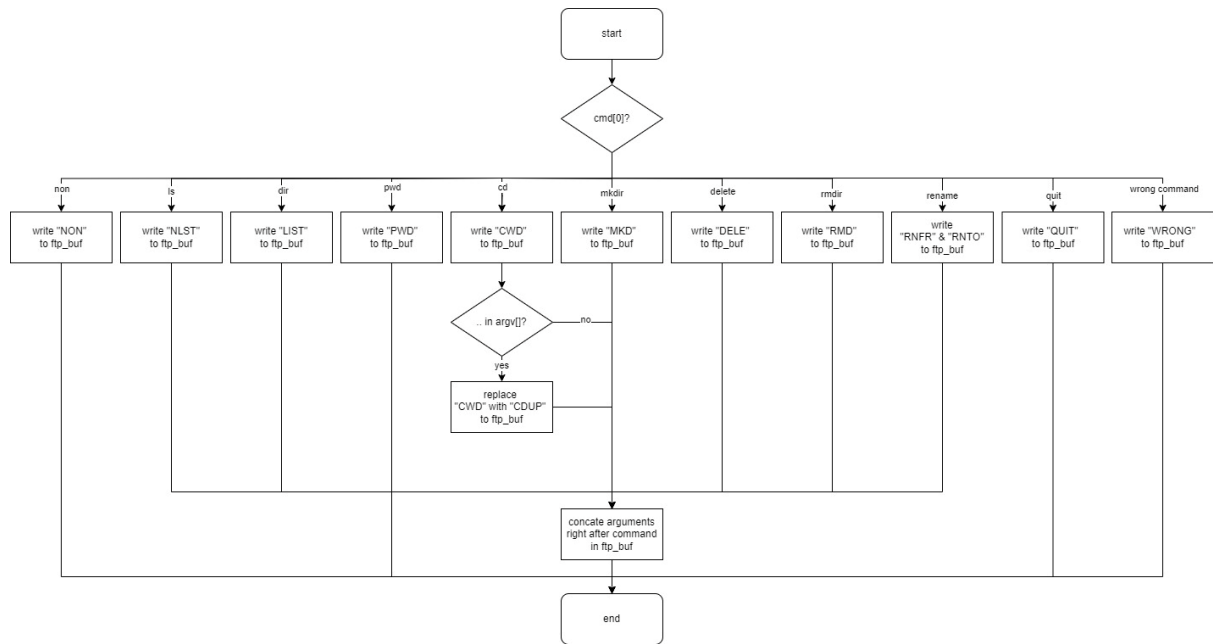 start
cmd[0]?
non
ls
dir
pwd
cd
mkdir
delete
rmdir
rename
quit
wrong command
write "NON"
to ftp_buf
write "NLST"
to ftp_buf
write "LIST"
to ftp_buf
write "PWD"
to ftp_buf
write "CWD"
to ftp_buf
write "MKD"
to ftp_buf
write "DELE"
to ftp_buf
write "RMD"
to ftp_buf
write
"RNFR" & "RNTO"
to ftp_buf
write "QUIT"
to ftp_buf
write "WRONG"
to ftp_buf
.. in argv[]?
no
yes
replace
"CWD" with "CDUP"
to ftp_buf
concate arguments
right after command
in ftp_buf
end